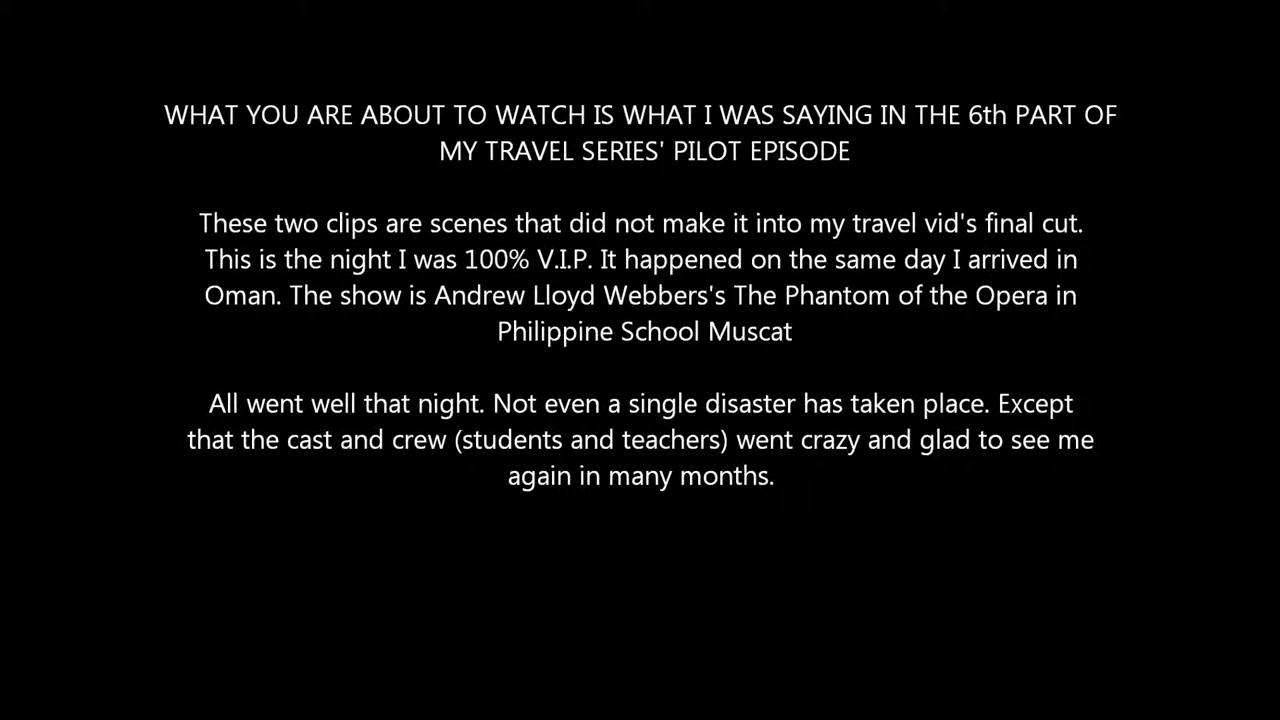 WHAT YOU ARE ABOUT TO WATCH IS WHAT I WAS SAYING IN THE 6th PART OF
MY TRAVEL SERIES' PILOT EPISODE
These two clips are scenes that did not make it into my travel vid's final cut.
This is the night I was 100% V.I.P. It happened on the same day I arrived in
Oman. The show is Andrew Lloyd Webbers's The Phantom of the Opera in
Philippine School Muscat
All went well that night. Not even a single disaster has taken place. Except
that the cast and crew (students and teachers) went crazy and glad to see me
again in many months.